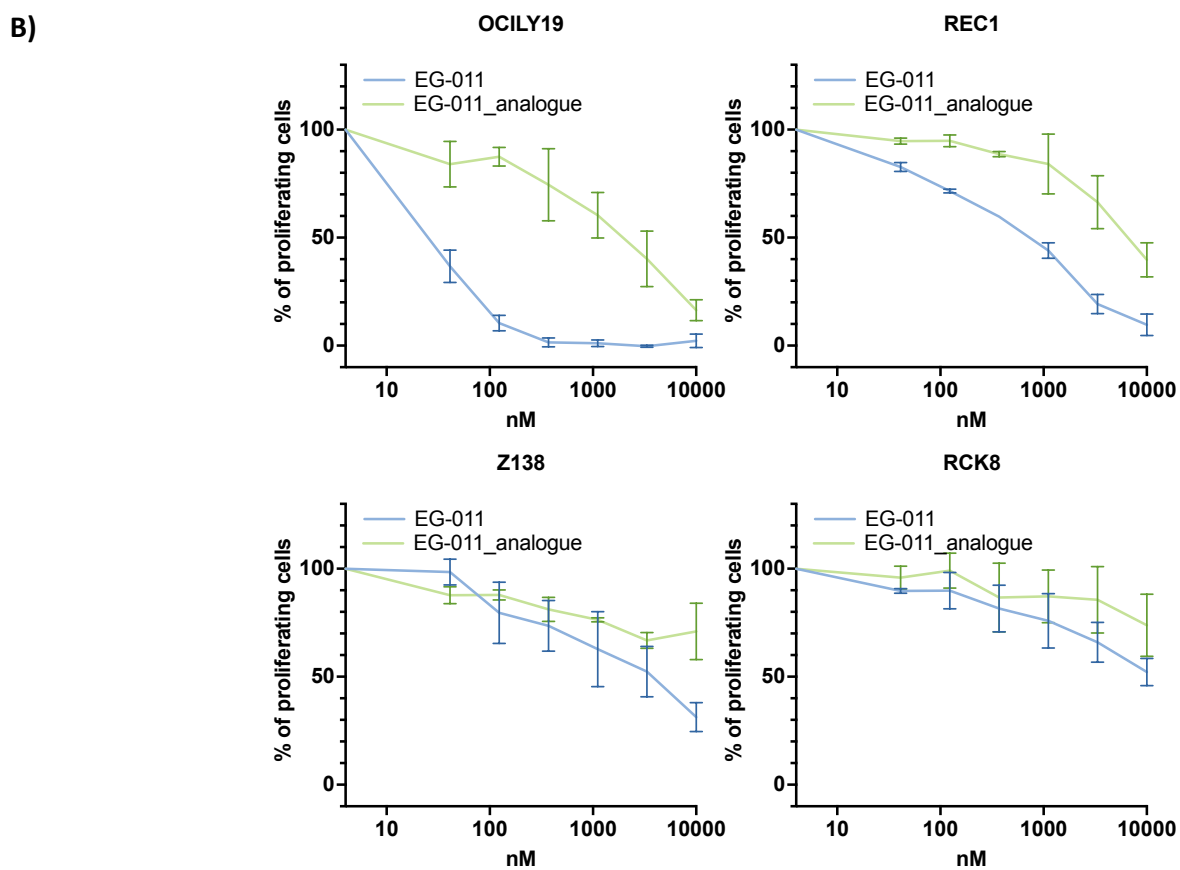 B)
OCILY19
EG-011
EG-011_analogue
% of proliferating cells
100
50
0
10 100 1000 10000
nM
REC1
EG-011
EG-011_analogue
% of proliferating cells
100
50
0
10 100 1000 10000
nM
Z138
EG-011
EG-011_analogue
% of proliferating cells
100
50
0
10 100 1000 10000
nM
RCK8
EG-011
EG-011_analogue
% of proliferating cells
100
50
0
10 100 1000 10000
nM